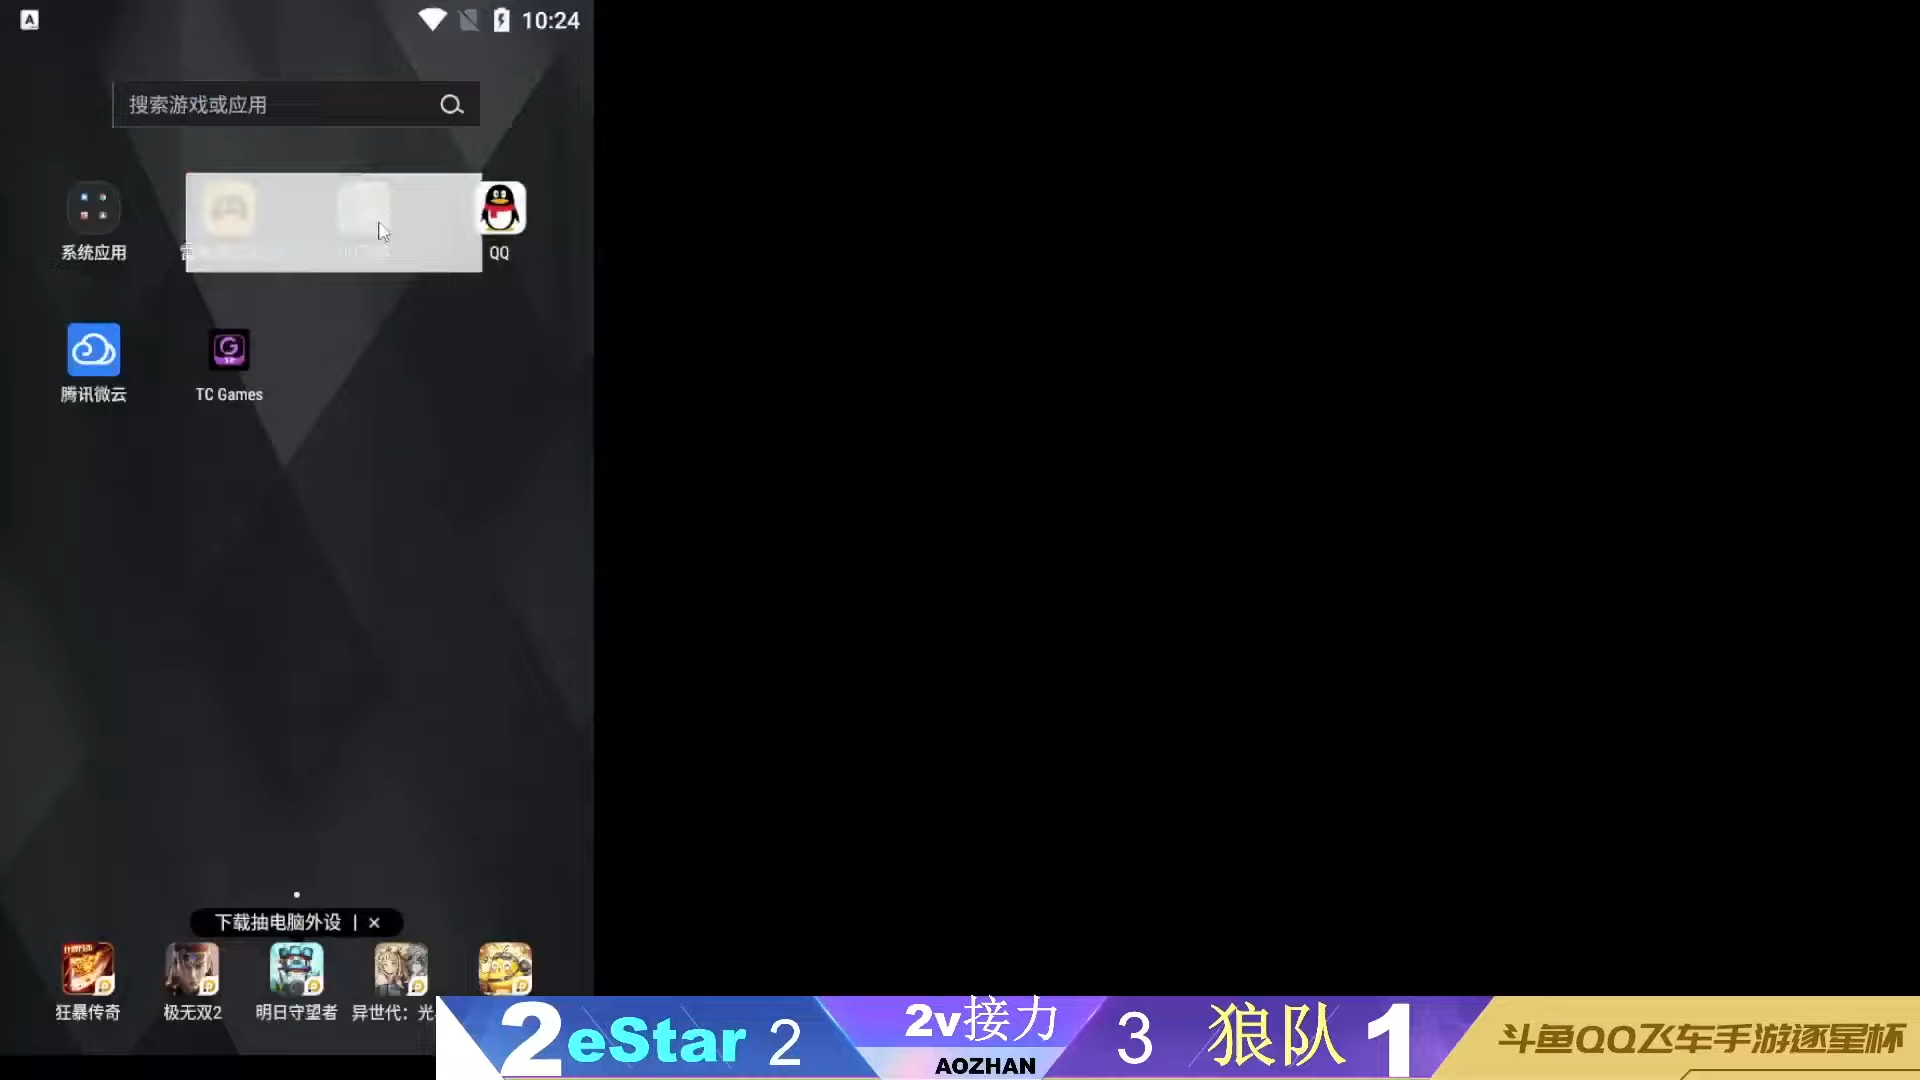 A
10:24
搜索游戏或应用
系统应用
QQ
腾讯微云
TC Games
下载抽电脑外设 | ×
狂暴传奇
极无双2
明日守望者
异世代：光
2 eStar 2
2v接力
AOZHAN
3 狼队 1
斗鱼QQ飞车手游逐星杯